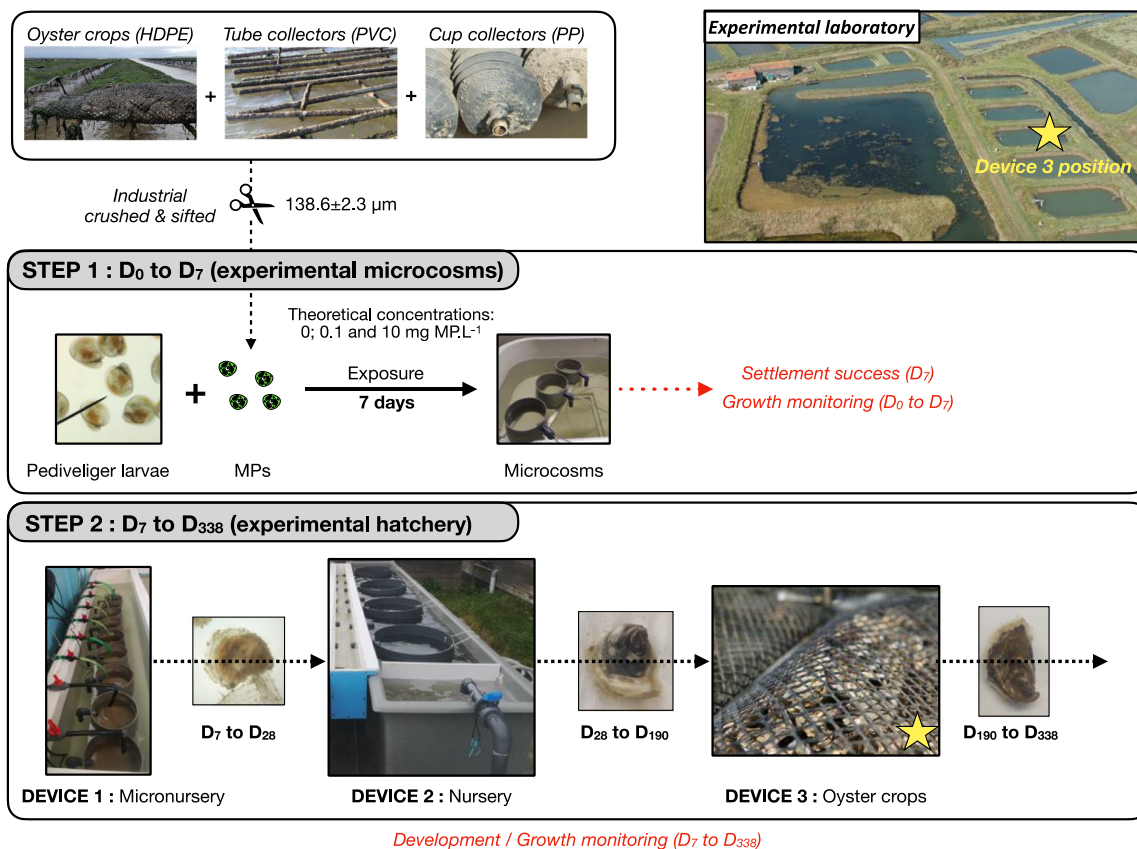 Oyster crops (HDPE)
Tube collectors (PVC)
Cup collectors (PP)
+
+
Experimental laboratory
Device 3 position
Industrial
crushed & sifted
138.6±2.3 µm
STEP 1 : D₀ to D₇ (experimental microcosms)
Theoretical concentrations:
0; 0.1 and 10 mg MP.L⁻¹
+
Exposure
7 days
Settlement success (D₇)
Growth monitoring (D₀ to D₇)
Pediveliger larvae
MPs
Microcosms
STEP 2 : D₇ to D₃₃₈ (experimental hatchery)
D₇ to D₂₈
D₂₈ to D₁₉₀
D₁₉₀ to D₃₃₈
DEVICE 1 : Micronursery
DEVICE 2 : Nursery
DEVICE 3 : Oyster crops
Development / Growth monitoring (D₇ to D₃₃₈)